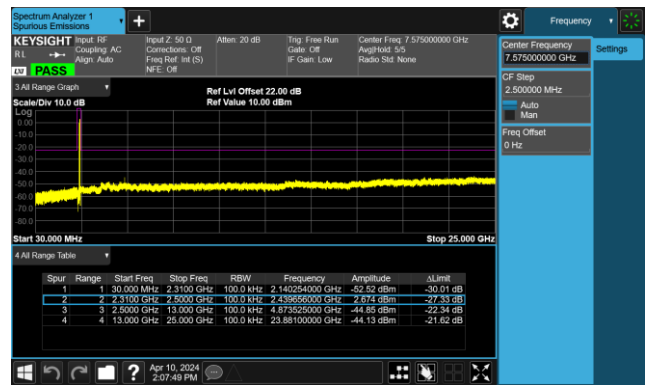 Spectrum Analyzer 1
Spurious Emissions
Frequency
KEYSIGHT Input: RF Input Z: 50 Ω Atten: 20 dB Trig: Free Run Center Freq: 7.575000000 GHz
RL Coupling: AC Corrections: Off Gate: Off Avg|Hold: 5/5
Align: Auto Freq Ref: Int (S) IF Gain: Low Radio Std: None
LXI PASS NFE: Off
Center Frequency
7.575000000 GHz
Settings
CF Step
2.500000 MHz
Auto
Man
Freq Offset
0 Hz
3 All Range Graph
Ref Lvl Offset 22.00 dB
Scale/Div 10.0 dB Ref Value 10.00 dBm
Log
0.00
-10.0
-20.0
-30.0
-40.0
-50.0
-60.0
-70.0
-80.0
Start 30.000 MHz Stop 25.000 GHz
4 All Range Table
Spur Range Start Freq Stop Freq RBW Frequency Amplitude ΔLimit
1 1 30.000 MHz 2.3100 GHz 100.0 kHz 2.140254000 GHz -52.52 dBm -30.01 dB
2 2 2.3100 GHz 2.5000 GHz 100.0 kHz 2.439656000 GHz 2.674 dBm -27.33 dB
3 3 2.5000 GHz 13.000 GHz 100.0 kHz 4.873525000 GHz -44.85 dBm -22.34 dB
4 4 13.000 GHz 25.000 GHz 100.0 kHz 23.88100000 GHz -44.13 dBm -21.62 dB
Apr 10, 2024
2:07:49 PM